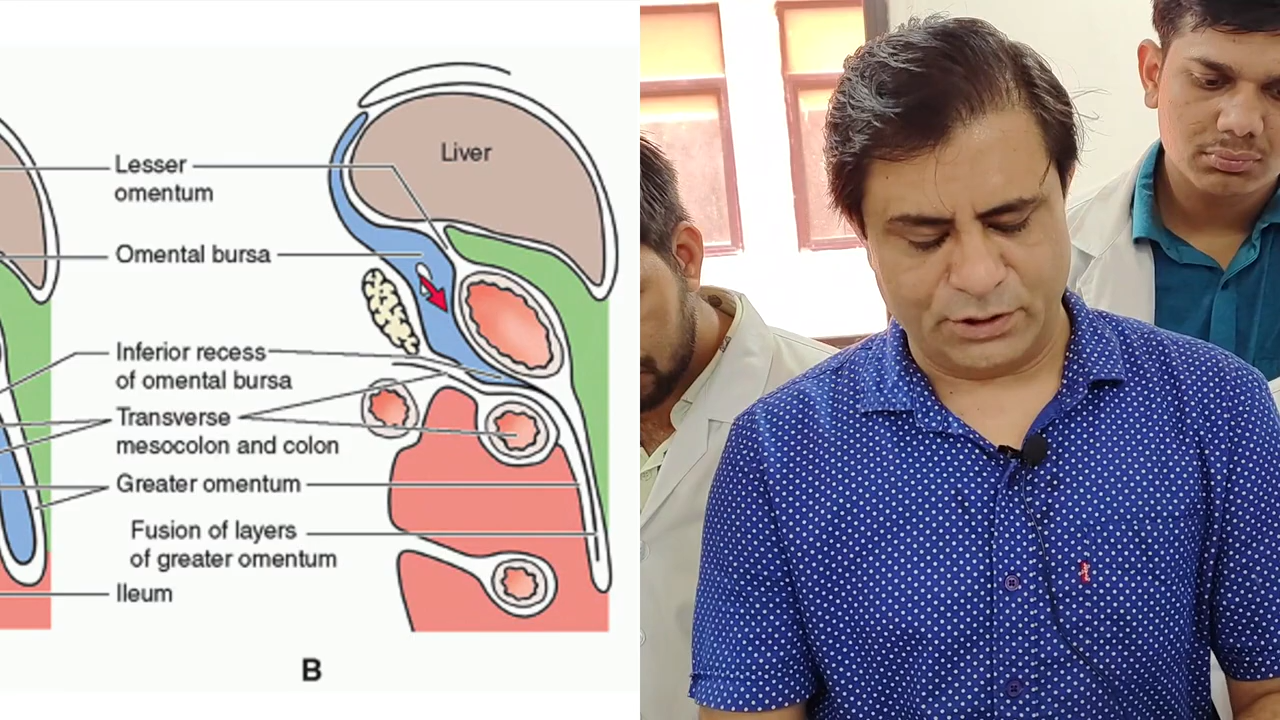 Liver
Lesser
omentum
Omental bursa
Inferior recess
of omental bursa
Transverse
mesocolon and colon
Greater omentum
Fusion of layers
of greater omentum
Ileum
B